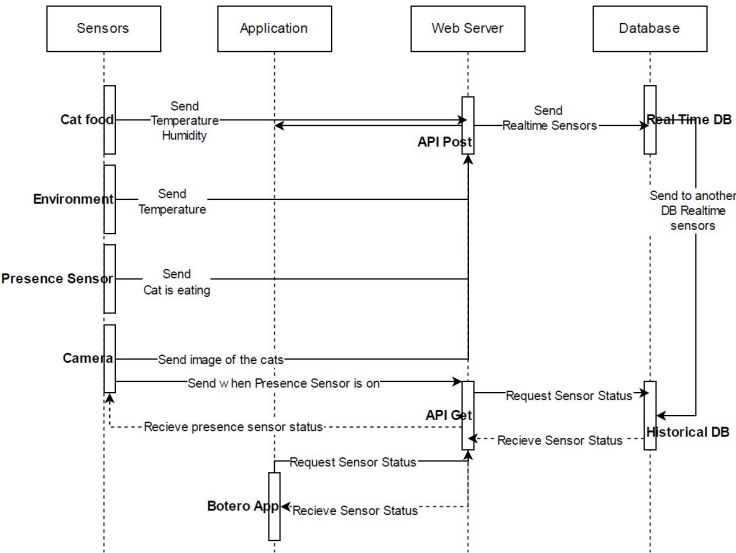 Sensors
Application
Web Server
Database
Cat food
Send
Temperature
Humidity
API Post
Send
Realtime Sensors
Real Time DB
Environment
Send
Temperature
Send to another
DB Realtime
sensors
Presence Sensor
Send
Cat is eating
Camera
Send image of the cats
Send when Presence Sensor is on
Request Sensor Status
API Get
Recieve presence sensor status
Recieve Sensor Status
Historical DB
Request Sensor Status
Botero App
Recieve Sensor Status